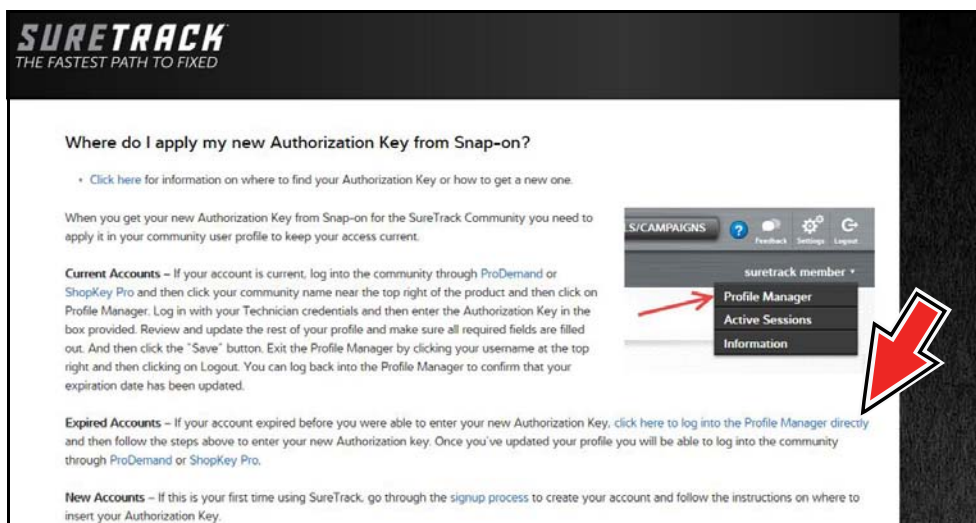 SURETRACK
THE FASTEST PATH TO FIXED
Where do I apply my new Authorization Key from Snap-on?
• Click here for information on where to find your Authorization Key or how to get a new one.
When you get your new Authorization Key from Snap-on for the SureTrack Community you need to
apply it in your community user profile to keep your access current.
Current Accounts – If your account is current, log into the community through ProDemand or
ShopKey Pro and then click your community name near the top right of the product and then click on
Profile Manager. Log in with your Technician credentials and then enter the Authorization Key in the
box provided. Review and update the rest of your profile and make sure all required fields are filled
out. And then click the "Save" button. Exit the Profile Manager by clicking your username at the top
right and then clicking on Logout. You can log back into the Profile Manager to confirm that your
expiration date has been updated.
LS/CAMPAIGNS
?
Feedback
Settings
Logout
suretrack member
Profile Manager
Active Sessions
Information
Expired Accounts – If your account expired before you were able to enter your new Authorization Key, click here to log into the Profile Manager directly
and then follow the steps above to enter your new Authorization key. Once you've updated your profile you will be able to log into the community
through ProDemand or ShopKey Pro.
New Accounts – If this is your first time using SureTrack, go through the signup process to create your account and follow the instructions on where to
insert your Authorization Key.